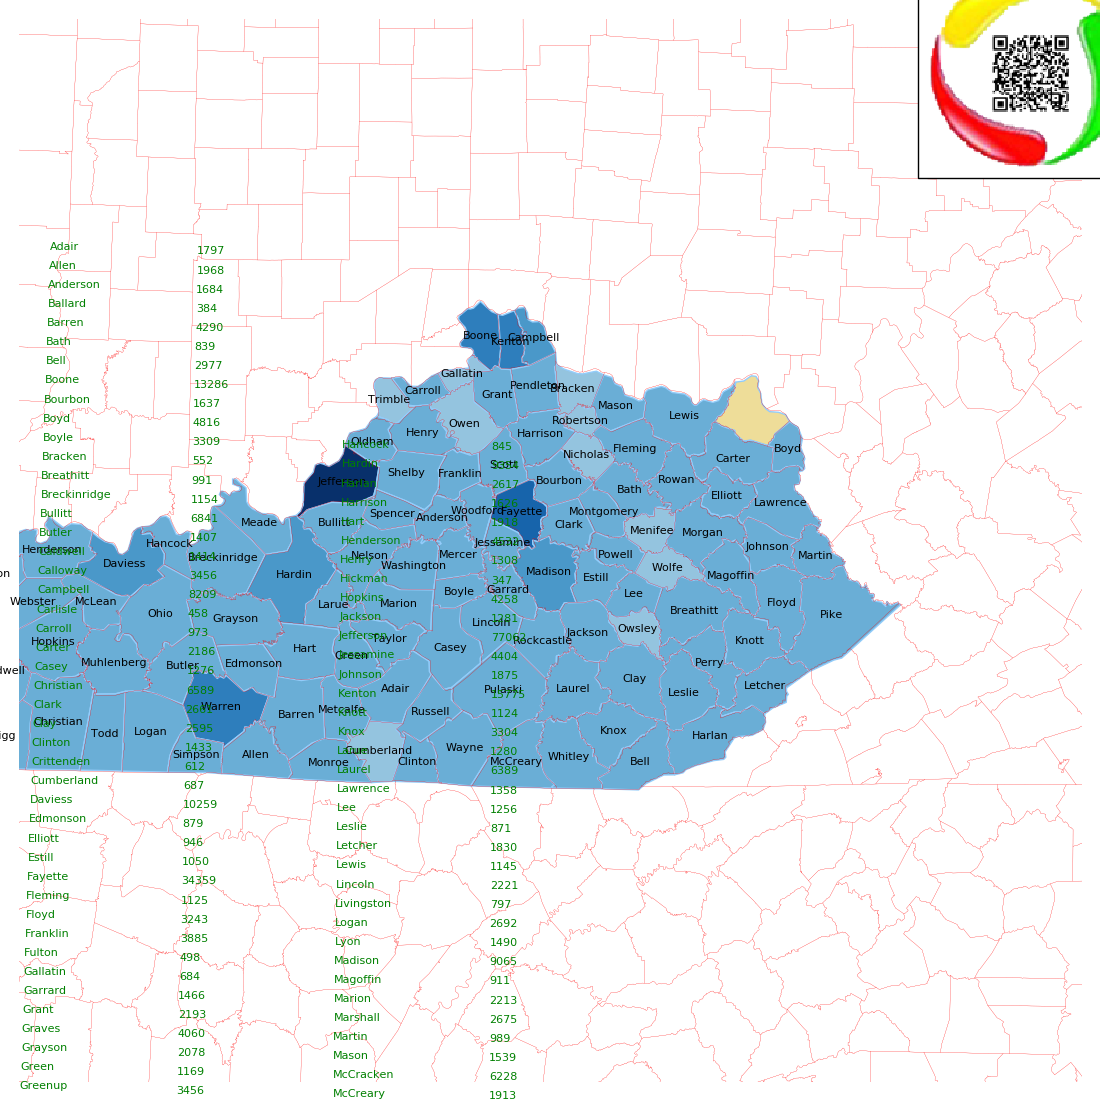 Adair 1797
Allen 1968
Anderson 1684
Ballard 384
Barren 4290
Bath 839
Bell 2977
Boone 13286
Bourbon 1637
Boyd 4816
Boyle 3309
Bracken 552
Breathitt 991
Breckinridge 1154
Bullitt 6841
Butler 1407
Caldwell
Calloway 3456
Campbell 8209
Carlisle 458
Carroll 973
Carter 2186
Casey 1276
Christian 6589
Clark
Clay 2595
Clinton 1433
Crittenden 612
Cumberland 687
Daviess 10259
Edmonson 879
Elliott 946
Estill 1050
Fayette 34359
Fleming 1125
Floyd 3243
Franklin 3885
Fulton 498
Gallatin 684
Garrard 1466
Grant 2193
Graves 4060
Grayson 2078
Green 1169
Greenup 3456
Hancock 845
Hardin
Harlan 2617
Harrison
Hart
Henderson
Henry 1308
Hickman 347
Hopkins 4258
Jackson 1281
Jefferson 77062
Jessamine 4404
Johnson 1875
Kenton 15775
Knott 1124
Knox 3304
Larue 1280
Laurel 6389
Lawrence 1358
Lee 1256
Leslie 871
Letcher 1830
Lewis 1145
Lincoln 2221
Livingston 797
Logan 2692
Lyon 1490
Madison 9065
Magoffin 911
Marion 2213
Marshall 2675
Martin 989
Mason 1539
McCracken 6228
McCreary 1913
Boone
Kenton
Campbell
Gallatin
Carroll
Grant
Pendleton
Bracken
Trimble
Mason
Lewis
Owen
Robertson
Henry
Harrison
Oldham
Fleming
Boyd
Nicholas
Carter
Scott
Shelby
Franklin
Jefferson
Bourbon
Rowan
Bath
Elliott
Lawrence
Woodford
Fayette
Montgomery
Spencer
Anderson
Meade
Bullitt
Clark
Menifee
Morgan
Jessamine
Hancock
Henderson
Breckinridge
Nelson
Mercer
Powell
Johnson
Martin
Daviess
Washington
Wolfe
on
Hardin
Madison
Estill
Magoffin
Boyle
Garrard
Lee
Webster
McLean
Larue
Marion
Floyd
Ohio
Grayson
Breathitt
Pike
Lincoln
Owsley
Hopkins
Taylor
Rockcastle
Jackson
Knott
Hart
Green
Casey
Muhlenberg
Butler
Edmonson
Perry
dwell
Clay
Adair
Pulaski
Laurel
Leslie
Letcher
Warren
Barren
Metcalfe
Russell
Christian
Todd
Logan
Knox
Harlan
igg
Simpson
Allen
Cumberland
Wayne
Monroe
Clinton
McCreary
Whitley
Bell